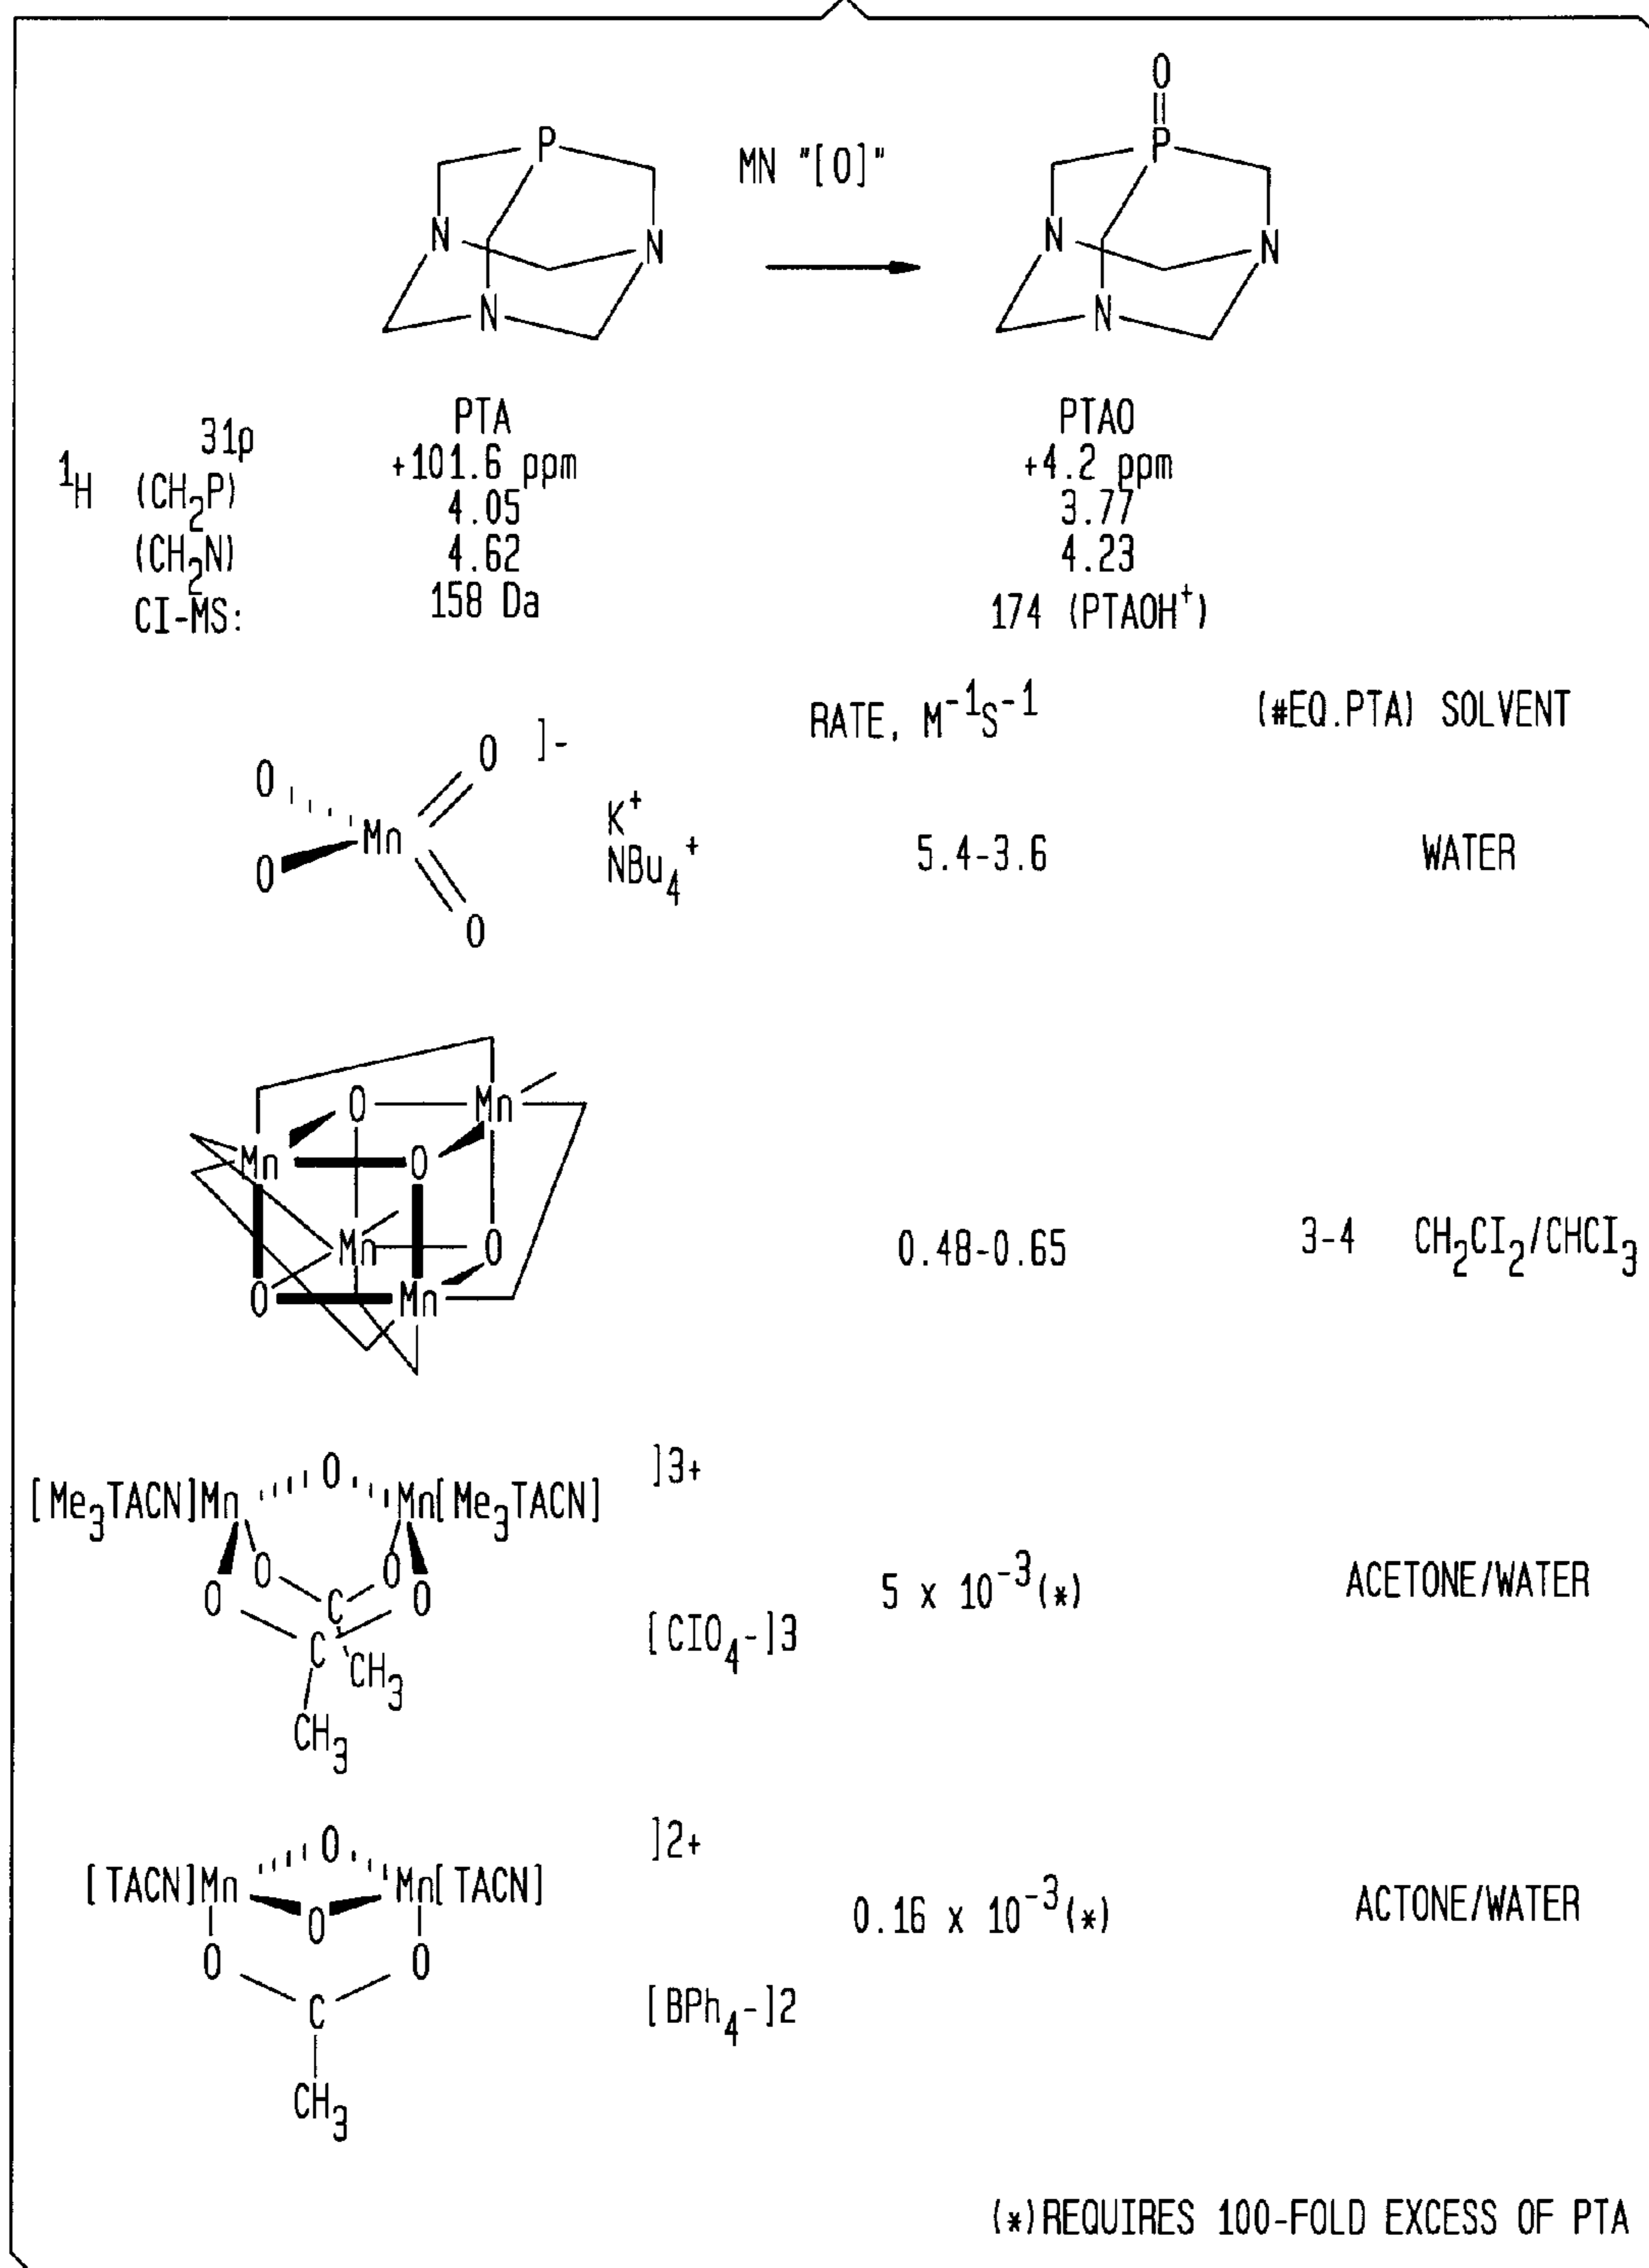 O
P
P
MN "[O]"
N
N
N
N
N
N
PTA
PTAO
31p
+101.6 ppm
+4.2 ppm
1H (CH2P)
4.05
3.77
(CH2N)
4.62
4.23
CI-MS:
158 Da
174 (PTAOH+)
RATE, M-1S-1
(#EQ.PTA) SOLVENT
O
O
]-
Mn
K+
O
NBu4+
5.4-3.6
WATER
O
O
Mn
Mn
O
Mn
O
0.48-0.65
3-4 CH2CI2/CHCI3
O
Mn
O
]3+
[Me3TACN]Mn
Mn[Me3TACN]
O
O
O
O
C
5 x 10-3(*)
ACETONE/WATER
C
CH3
[CIO4-]3
CH3
O
]2+
[TACN]Mn
Mn[TACN]
O
0.16 x 10-3(*)
ACTONE/WATER
O
O
C
[BPh4-]2
CH3
(*)REQUIRES 100-FOLD EXCESS OF PTA